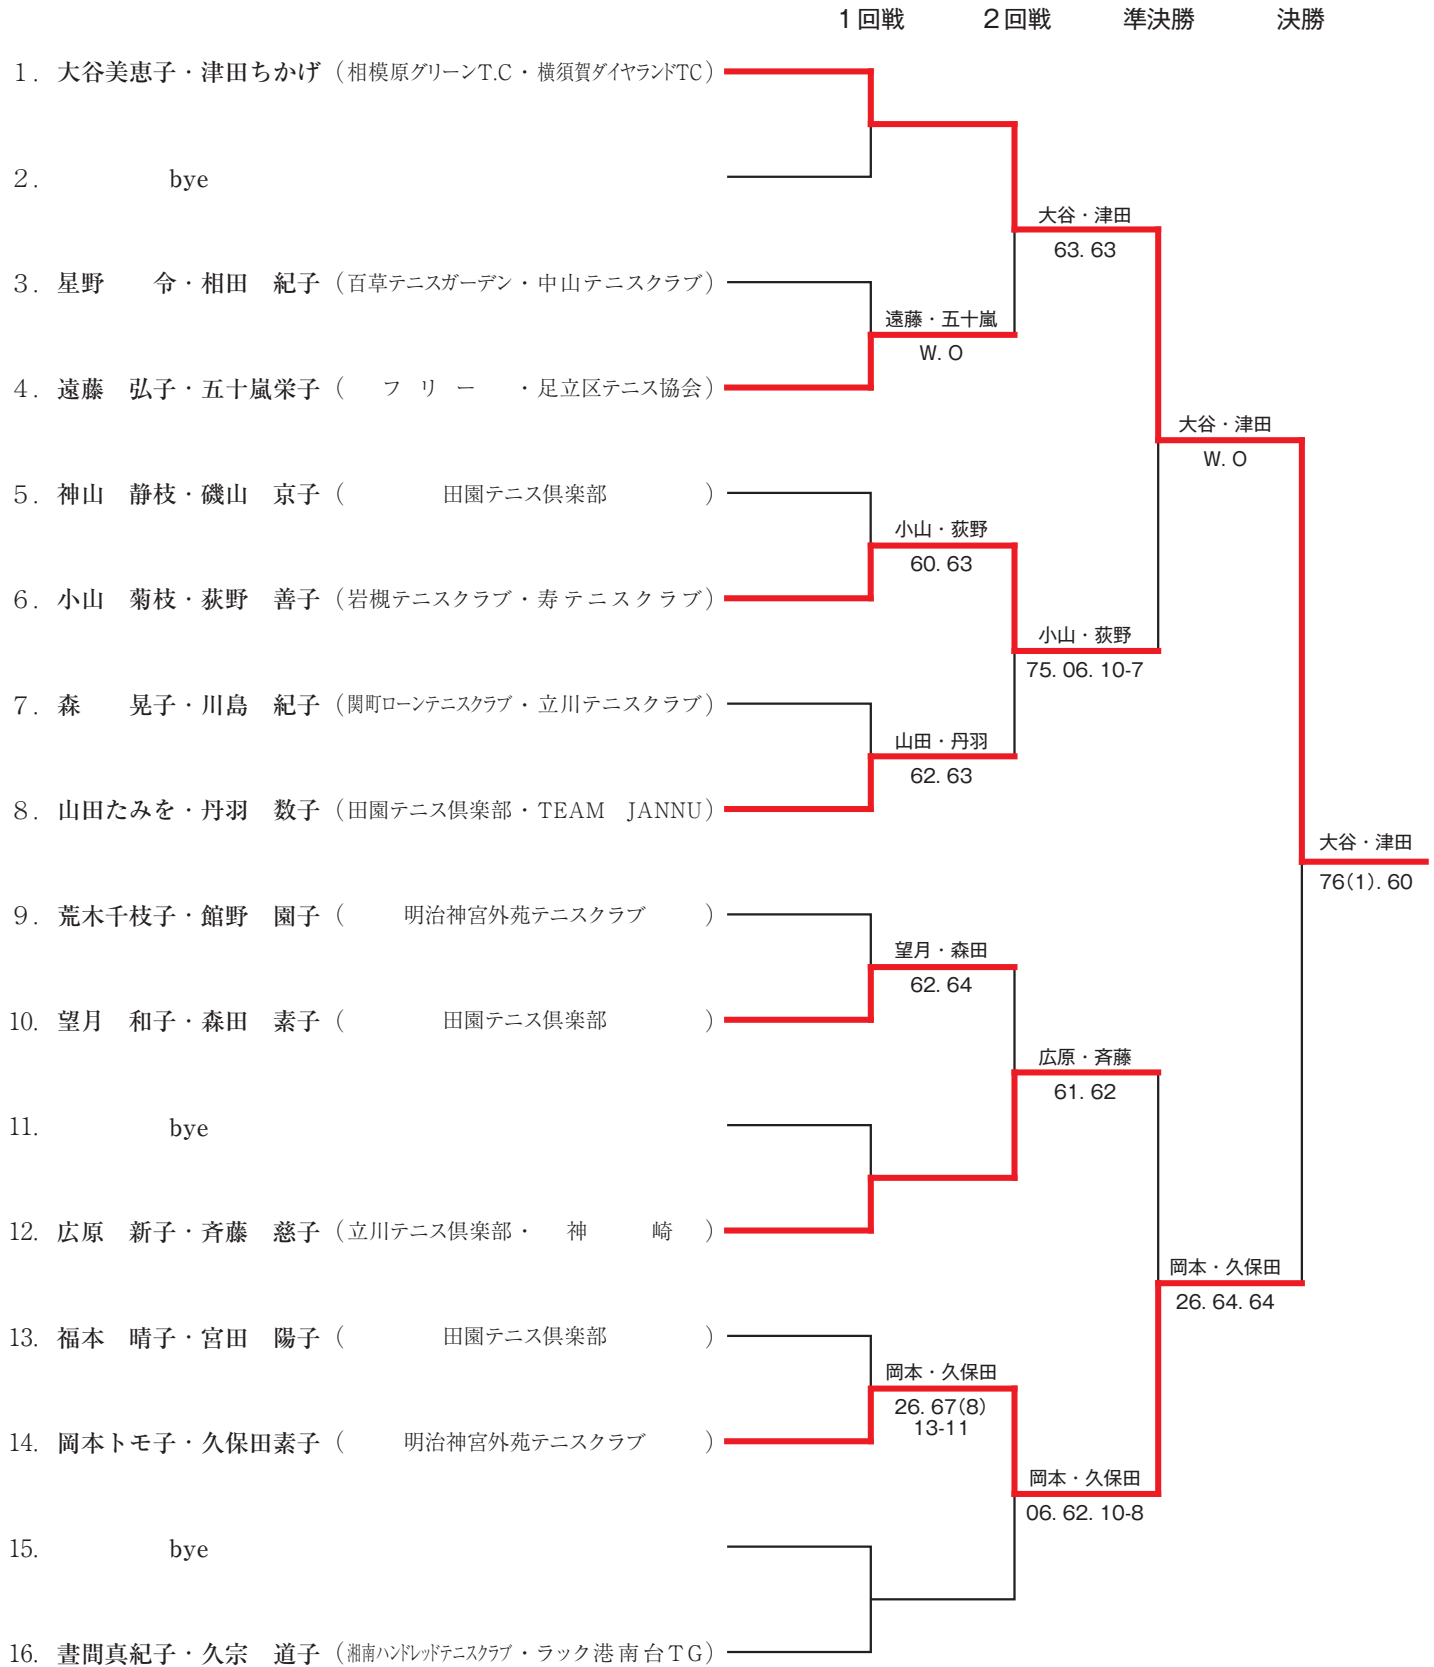 1回戦 2回戦 準決勝 決勝
1. 大谷美恵子・津田ちかげ (相模原グリーンT.C・横須賀ダイヤランドTC)
2. bye
大谷・津田
63. 63
3. 星野 令・相田 紀子 (百草テニスガーデン・中山テニスクラブ)
遠藤・五十嵐
W. O
4. 遠藤 弘子・五十嵐栄子 (フリー・足立区テニス協会)
大谷・津田
W. O
5. 神山 静枝・磯山 京子 (田園テニス倶楽部)
小山・荻野
60. 63
6. 小山 菊枝・荻野 善子 (岩槻テニスクラブ・寿テニスクラブ)
小山・荻野
75. 06. 10-7
7. 森 晃子・川島 紀子 (関町ローンテニスクラブ・立川テニスクラブ)
山田・丹羽
62. 63
8. 山田たみを・丹羽 数子 (田園テニス倶楽部・TEAM JANNU)
大谷・津田
76(1). 60
9. 荒木千枝子・館野 園子 (明治神宮外苑テニスクラブ)
望月・森田
62. 64
10. 望月 和子・森田 素子 (田園テニス倶楽部)
広原・斉藤
61. 62
11. bye
12. 広原 新子・斉藤 慈子 (立川テニス倶楽部・神崎)
岡本・久保田
26. 64. 64
13. 福本 晴子・宮田 陽子 (田園テニス倶楽部)
岡本・久保田
26. 67(8)
13-11
14. 岡本トモ子・久保田素子 (明治神宮外苑テニスクラブ)
岡本・久保田
06. 62. 10-8
15. bye
16. 晝間真紀子・久宗 道子 (湘南ハンドレッドテニスクラブ・ラック港南台TG)